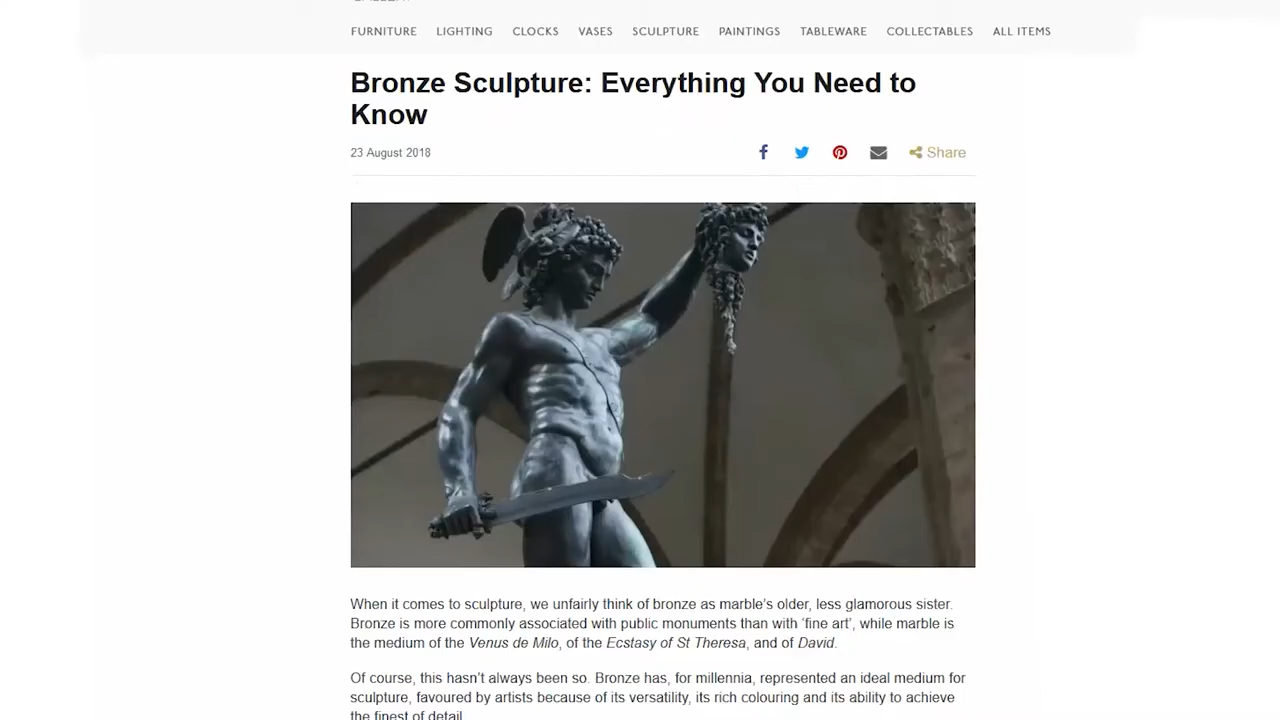 FURNITURE LIGHTING CLOCKS VASES SCULPTURE PAINTINGS TABLEWARE COLLECTABLES ALL ITEMS
Bronze Sculpture: Everything You Need to
Know
23 August 2018 Share
When it comes to sculpture, we unfairly think of bronze as marble’s older, less glamorous sister.
Bronze is more commonly associated with public monuments than with ‘fine art’, while marble is
the medium of the Venus de Milo, of the Ecstasy of St Theresa, and of David.
Of course, this hasn’t always been so. Bronze has, for millennia, represented an ideal medium for
sculpture, favoured by artists because of its versatility, its rich colouring and its ability to achieve
the finest of detail.